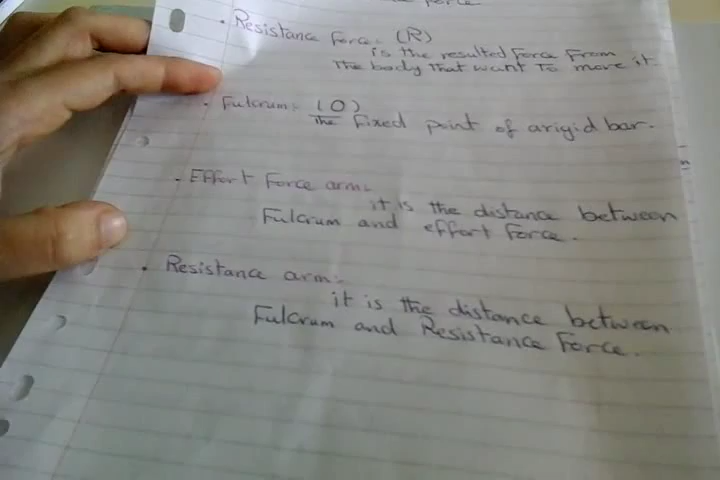 Force
. Resistance force:- (R)
is the resulted force from
the body that want to move it
. Fulcrum:- (O)
The fixed point of arigid bar.
. Effort force arm:-
it is the distance between
Fulcrum and effort force.
. Resistance arm:-
it is the distance between
Fulcrum and Resistance Force.